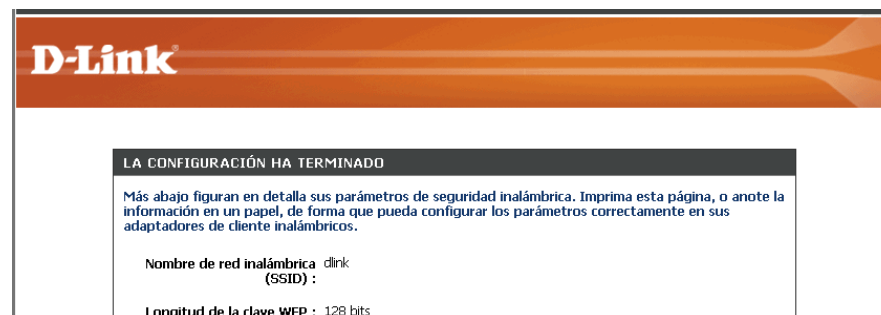 D-Link
LA CONFIGURACIÓN HA TERMINADO
Más abajo figuran en detalla sus parámetros de seguridad inalámbrica. Imprima esta página, o anote la
información en un papel, de forma que pueda configurar los parámetros correctamente en sus
adaptadores de cliente inalámbricos.
Nombre de red inalámbrica dlink
(SSID) :
Longitud de la clave WEP : 128 bits